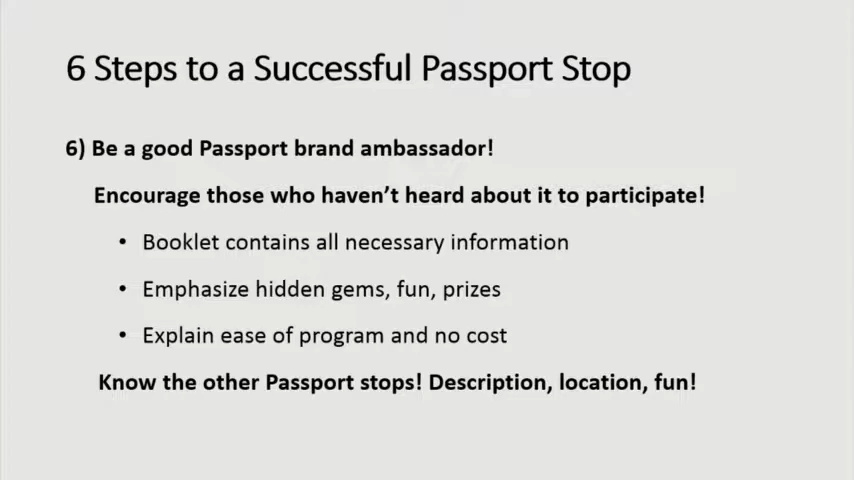 6 Steps to a Successful Passport Stop
6) Be a good Passport brand ambassador!
Encourage those who haven’t heard about it to participate!
• Booklet contains all necessary information
• Emphasize hidden gems, fun, prizes
• Explain ease of program and no cost
Know the other Passport stops! Description, location, fun!